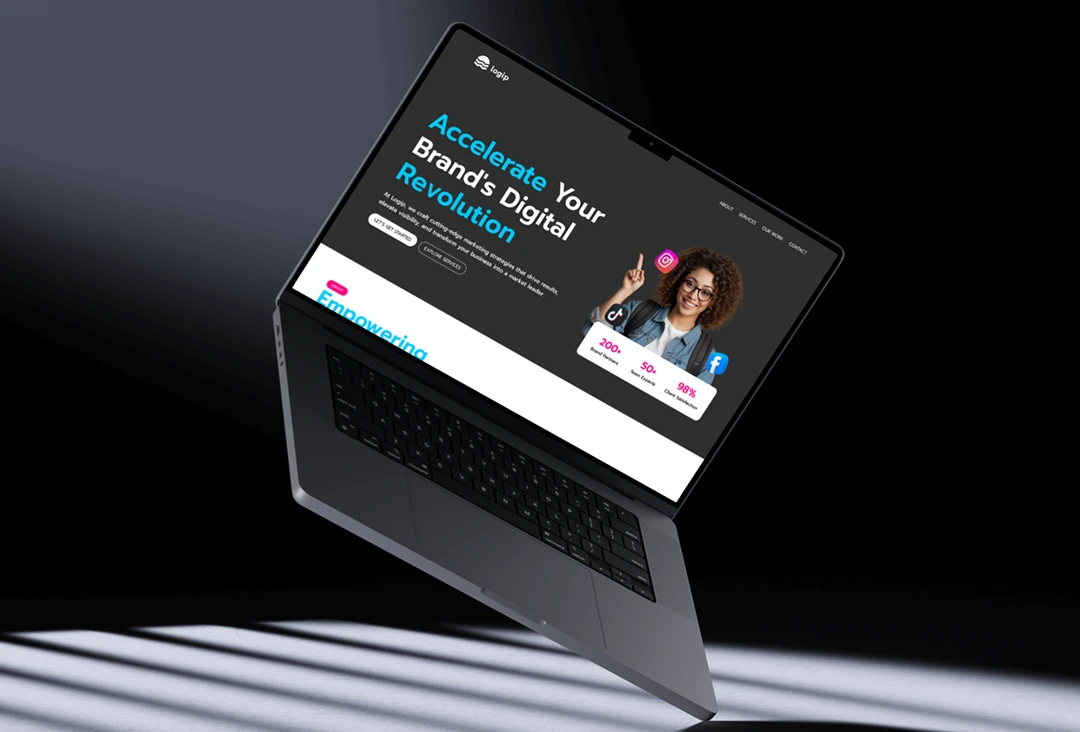 logip
ABOUT
SERVICES
OUR WORK
CONTACT
Accelerate Your
Brand's Digital
Revolution
At Logip, we craft cutting-edge marketing strategies that drive results,
elevate visibility, and transform your business into a market leader
LET'S GET STARTED
EXPLORE SERVICES
200+
Brand Partners
50+
Team Experts
98%
Client Satisfaction
ABOUT
Empowering